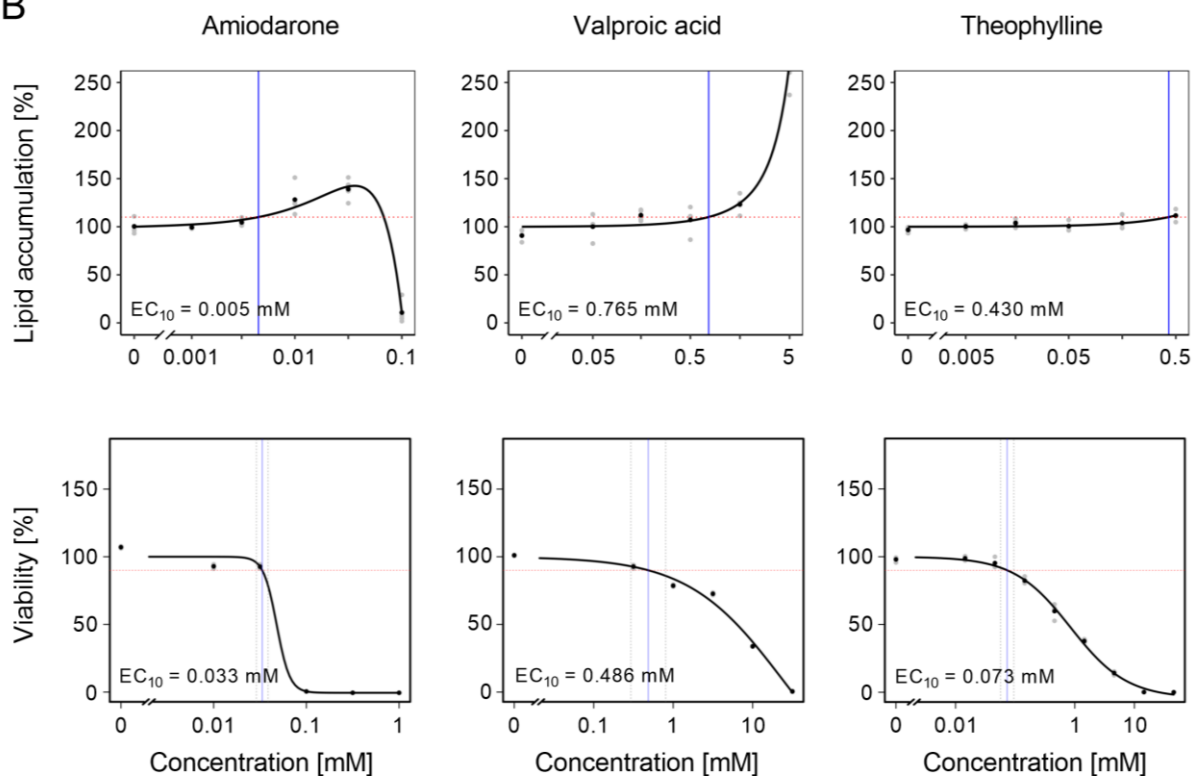 B
Amiodarone Valproic acid Theophylline
Lipid accumulation [%]
250 250 250
200 200 200
150 150 150
100 100 100
50 50 50
0 0 0
EC10 = 0.005 mM EC10 = 0.765 mM EC10 = 0.430 mM
0 0.001 0.01 0.1 0 0.05 0.5 5 0 0.005 0.05 0.5
Viability [%]
150 150 150
100 100 100
50 50 50
0 0 0
EC10 = 0.033 mM EC10 = 0.486 mM EC10 = 0.073 mM
0 0.01 0.1 1 0 0.1 1 10 0 0.01 1 10
Concentration [mM] Concentration [mM] Concentration [mM]